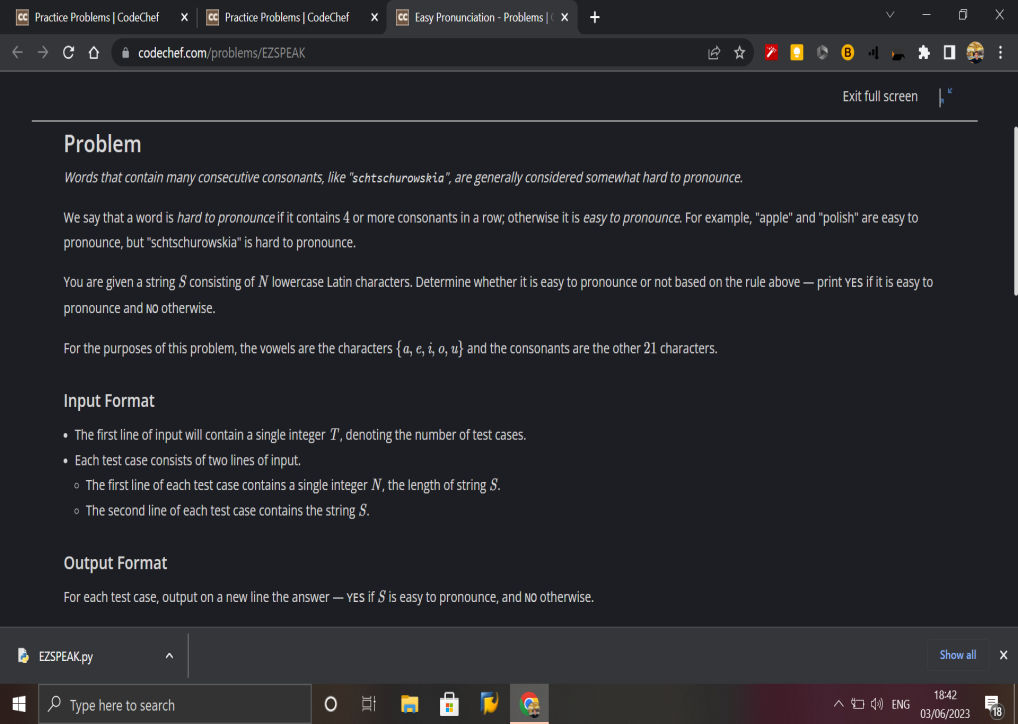 Practice Problems | CodeChef
Practice Problems | CodeChef
Easy Pronunciation - Problems |
codechef.com/problems/EZSPEAK
Exit full screen
Problem
Words that contain many consecutive consonants, like "schtschurowskia", are generally considered somewhat hard to pronounce.
We say that a word is hard to pronounce if it contains 4 or more consonants in a row; otherwise it is easy to pronounce. For example, "apple" and "polish" are easy to
pronounce, but "schtschurowskia" is hard to pronounce.
You are given a string S consisting of N lowercase Latin characters. Determine whether it is easy to pronounce or not based on the rule above — print YES if it is easy to
pronounce and NO otherwise.
For the purposes of this problem, the vowels are the characters {a, e, i, o, u} and the consonants are the other 21 characters.
Input Format
• The first line of input will contain a single integer T, denoting the number of test cases.
• Each test case consists of two lines of input.
◦ The first line of each test case contains a single integer N, the length of string S.
◦ The second line of each test case contains the string S.
Output Format
For each test case, output on a new line the answer — YES if S is easy to pronounce, and NO otherwise.
EZSPEAK.py
Show all
Type here to search
ENG
18:42
03/06/2023
18